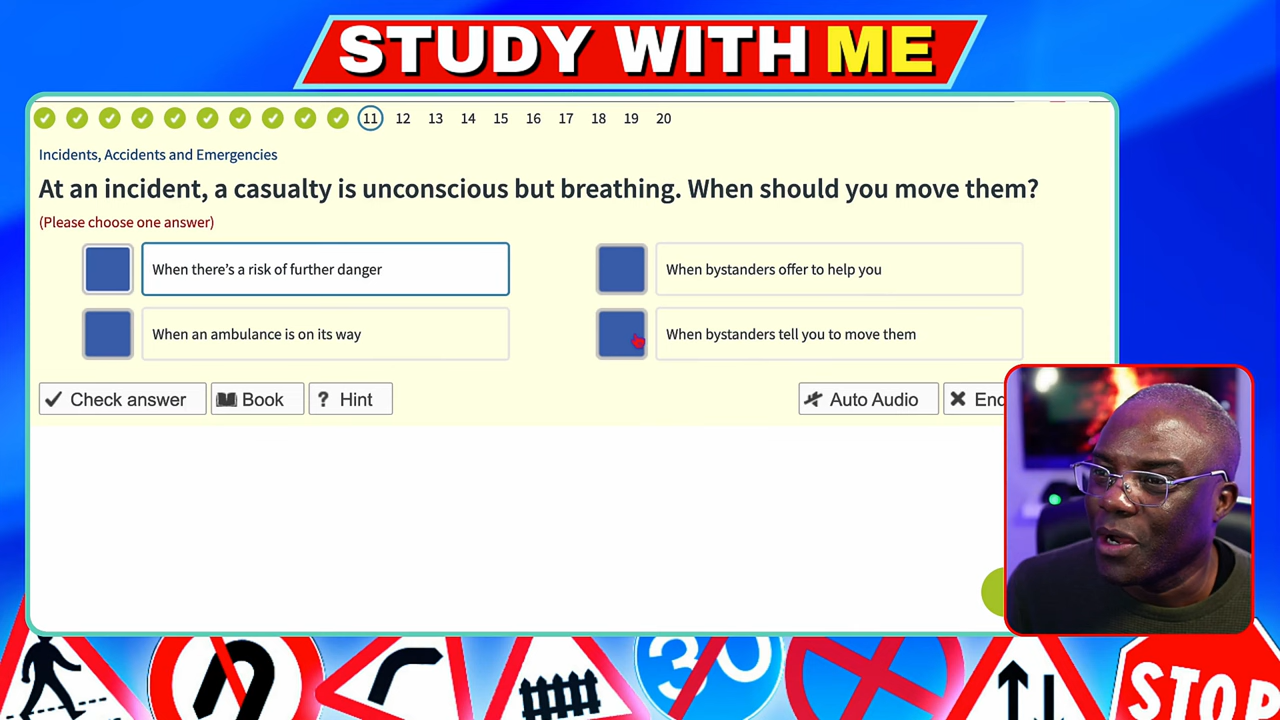 STUDY WITH ME
11 12 13 14 15 16 17 18 19 20
Incidents, Accidents and Emergencies
At an incident, a casualty is unconscious but breathing. When should you move them?
(Please choose one answer)
When there's a risk of further danger
When bystanders offer to help you
When an ambulance is on its way
When bystanders tell you to move them
Check answer Book ? Hint Auto Audio End
30
STOP